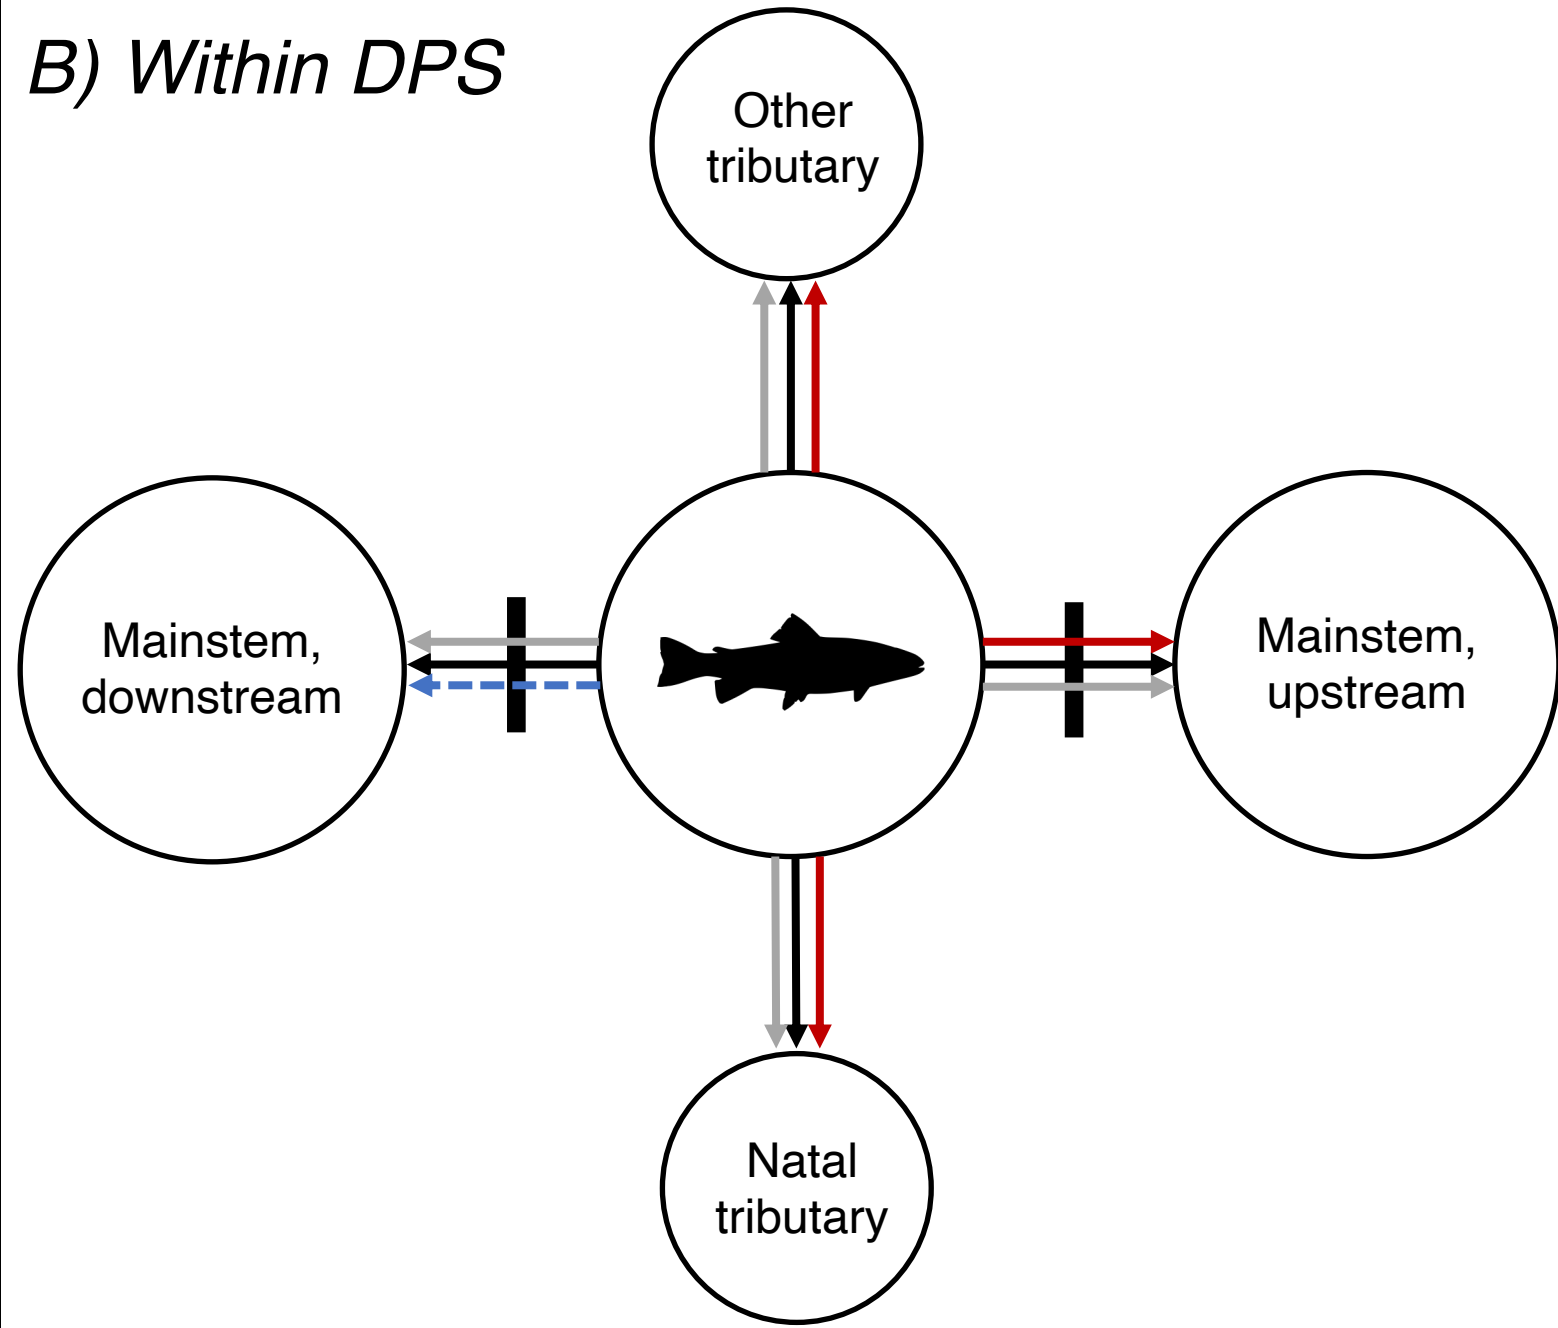 B) Within DPS
Other
tributary
Mainstem,
downstream
Mainstem,
upstream
Natal
tributary